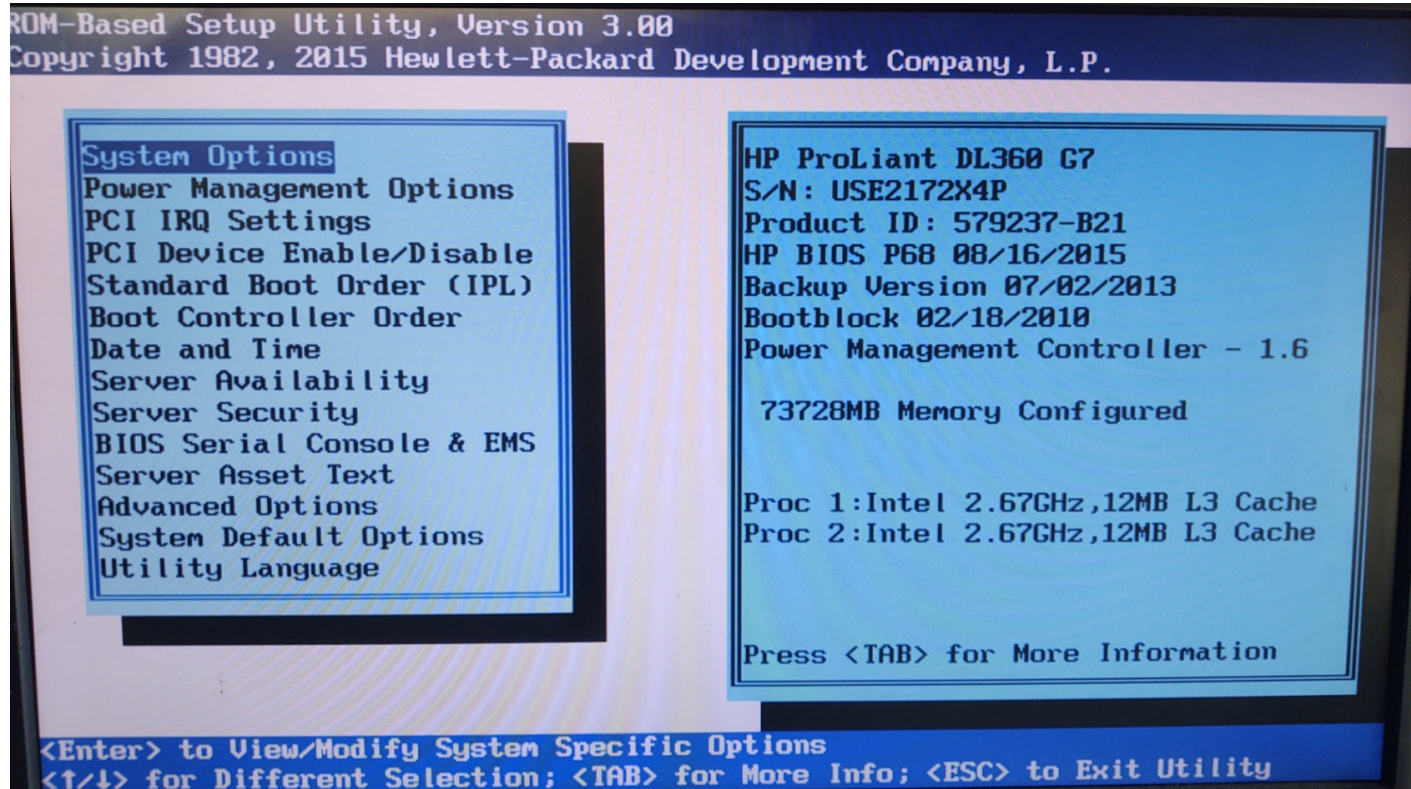 ROM-Based Setup Utility, Version 3.00
Copyright 1982, 2015 Hewlett-Packard Development Company, L.P.
System Options
Power Management Options
PCI IRQ Settings
PCI Device Enable/Disable
Standard Boot Order (IPL)
Boot Controller Order
Date and Time
Server Availability
Server Security
BIOS Serial Console & EMS
Server Asset Text
Advanced Options
System Default Options
Utility Language
HP ProLiant DL360 G7
S/N: USE2172X4P
Product ID: 579237-B21
HP BIOS P68 08/16/2015
Backup Version 07/02/2013
Bootblock 02/18/2010
Power Management Controller - 1.6
73728MB Memory Configured
Proc 1:Intel 2.67GHz,12MB L3 Cache
Proc 2:Intel 2.67GHz,12MB L3 Cache
Press <TAB> for More Information
<Enter> to View/Modify System Specific Options
<↑/↓> for Different Selection; <TAB> for More Info; <ESC> to Exit Utility